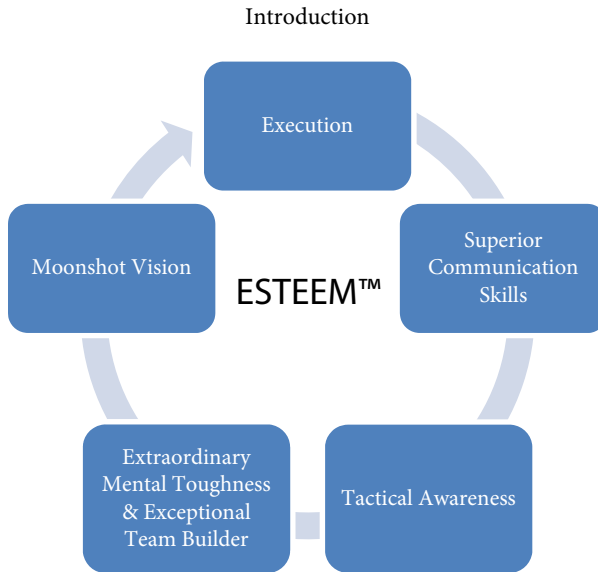 Introduction
Execution
Superior
Communication
Skills
Tactical Awareness
Extraordinary
Mental Toughness
& Exceptional
Team Builder
Moonshot Vision
ESTEEM™